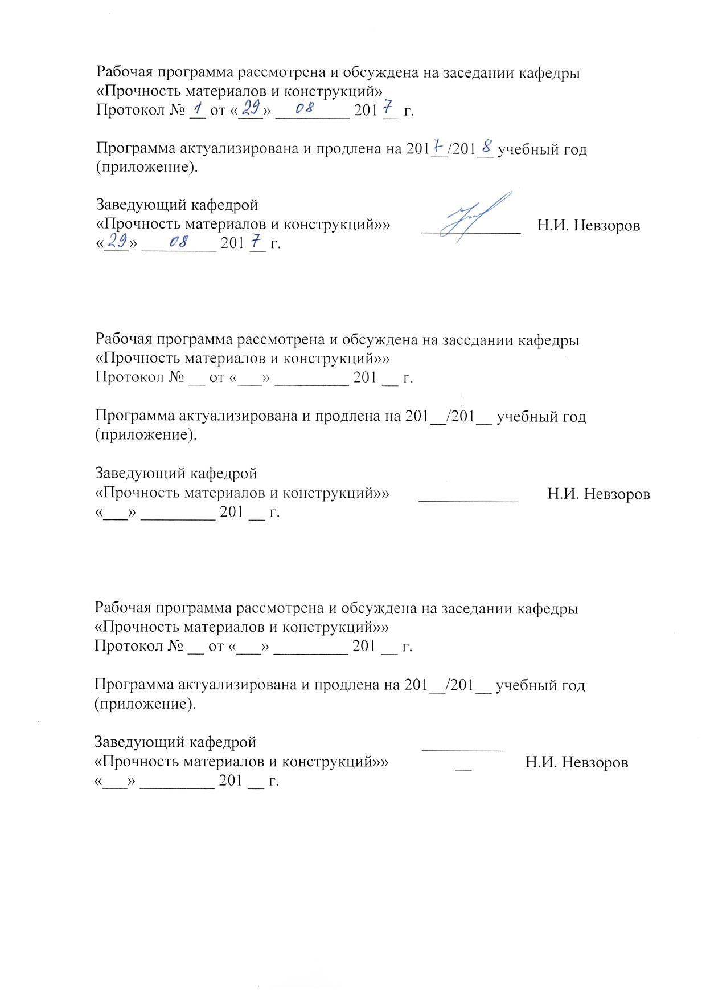 Рабочая программа рассмотрена и обсуждена на заседании кафедры
«Прочность материалов и конструкций»
Протокол № 1 от «29» 08 2017 г.
Программа актуализирована и продлена на 2017/2018 учебный год
(приложение).
Заведующий кафедрой
«Прочность материалов и конструкций»» ____________ Н.И. Невзоров
«29» 08 2017 г.
Рабочая программа рассмотрена и обсуждена на заседании кафедры
«Прочность материалов и конструкций»»
Протокол № __ от «___» _________ 201 __ г.
Программа актуализирована и продлена на 201__/201__ учебный год
(приложение).
Заведующий кафедрой
«Прочность материалов и конструкций»» ____________ Н.И. Невзоров
«___» _________ 201 __ г.
Рабочая программа рассмотрена и обсуждена на заседании кафедры
«Прочность материалов и конструкций»»
Протокол № __ от «___» _________ 201 __ г.
Программа актуализирована и продлена на 201__/201__ учебный год
(приложение).
Заведующий кафедрой __________
«Прочность материалов и конструкций»» __ Н.И. Невзоров
«___» _________ 201 __ г.